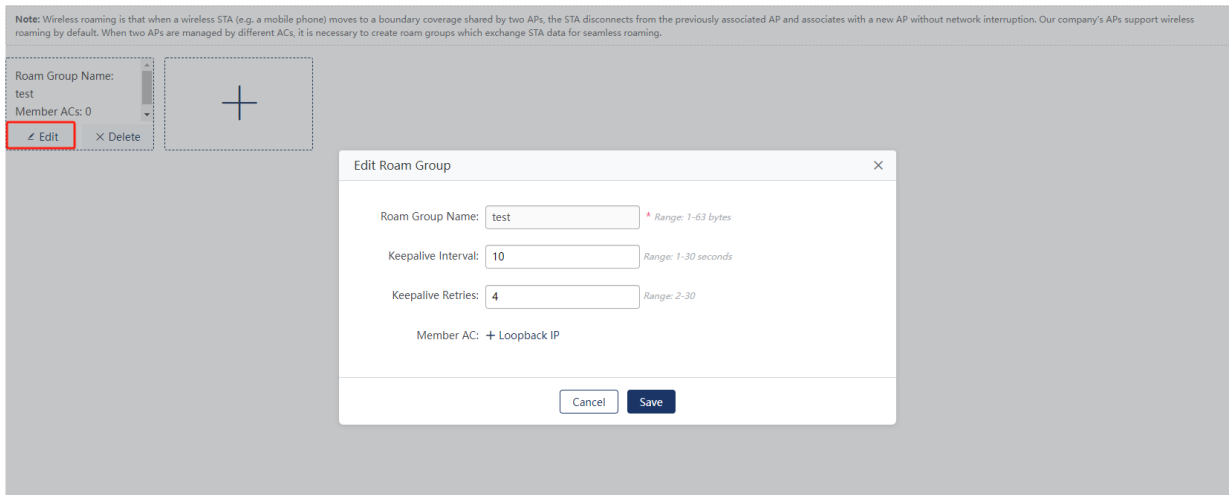 Note: Wireless roaming is that when a wireless STA (e.g. a mobile phone) moves to a boundary coverage shared by two APs, the STA disconnects from the previously associated AP and associates with a new AP without network interruption. Our company's APs support wireless
roaming by default. When two APs are managed by different ACs, it is necessary to create roam groups which exchange STA data for seamless roaming.
Roam Group Name:
test
Member ACs: 0
Edit × Delete
Edit Roam Group ×
Roam Group Name: test * Range: 1-63 bytes
Keepalive Interval: 10 Range: 1-30 seconds
Keepalive Retries: 4 Range: 2-30
Member AC: + Loopback IP
Cancel Save